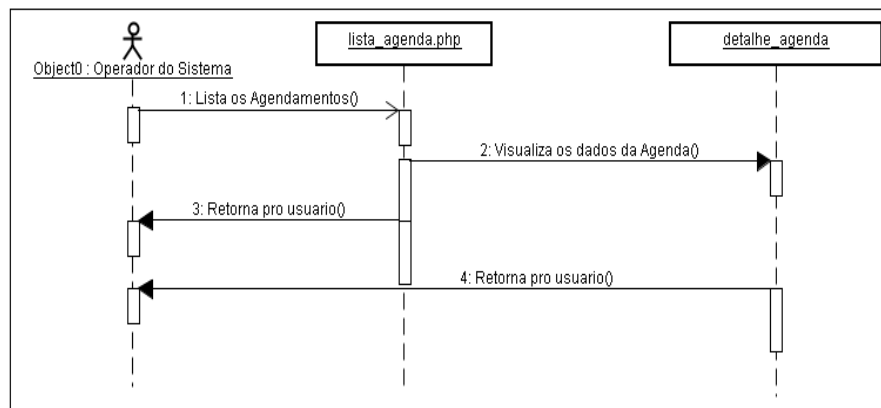 lista_agenda.php
detalhe_agenda
Object0 : Operador do Sistema
1: Lista os Agendamentos()
2: Visualiza os dados da Agenda()
3: Retorna pro usuario()
4: Retorna pro usuario()